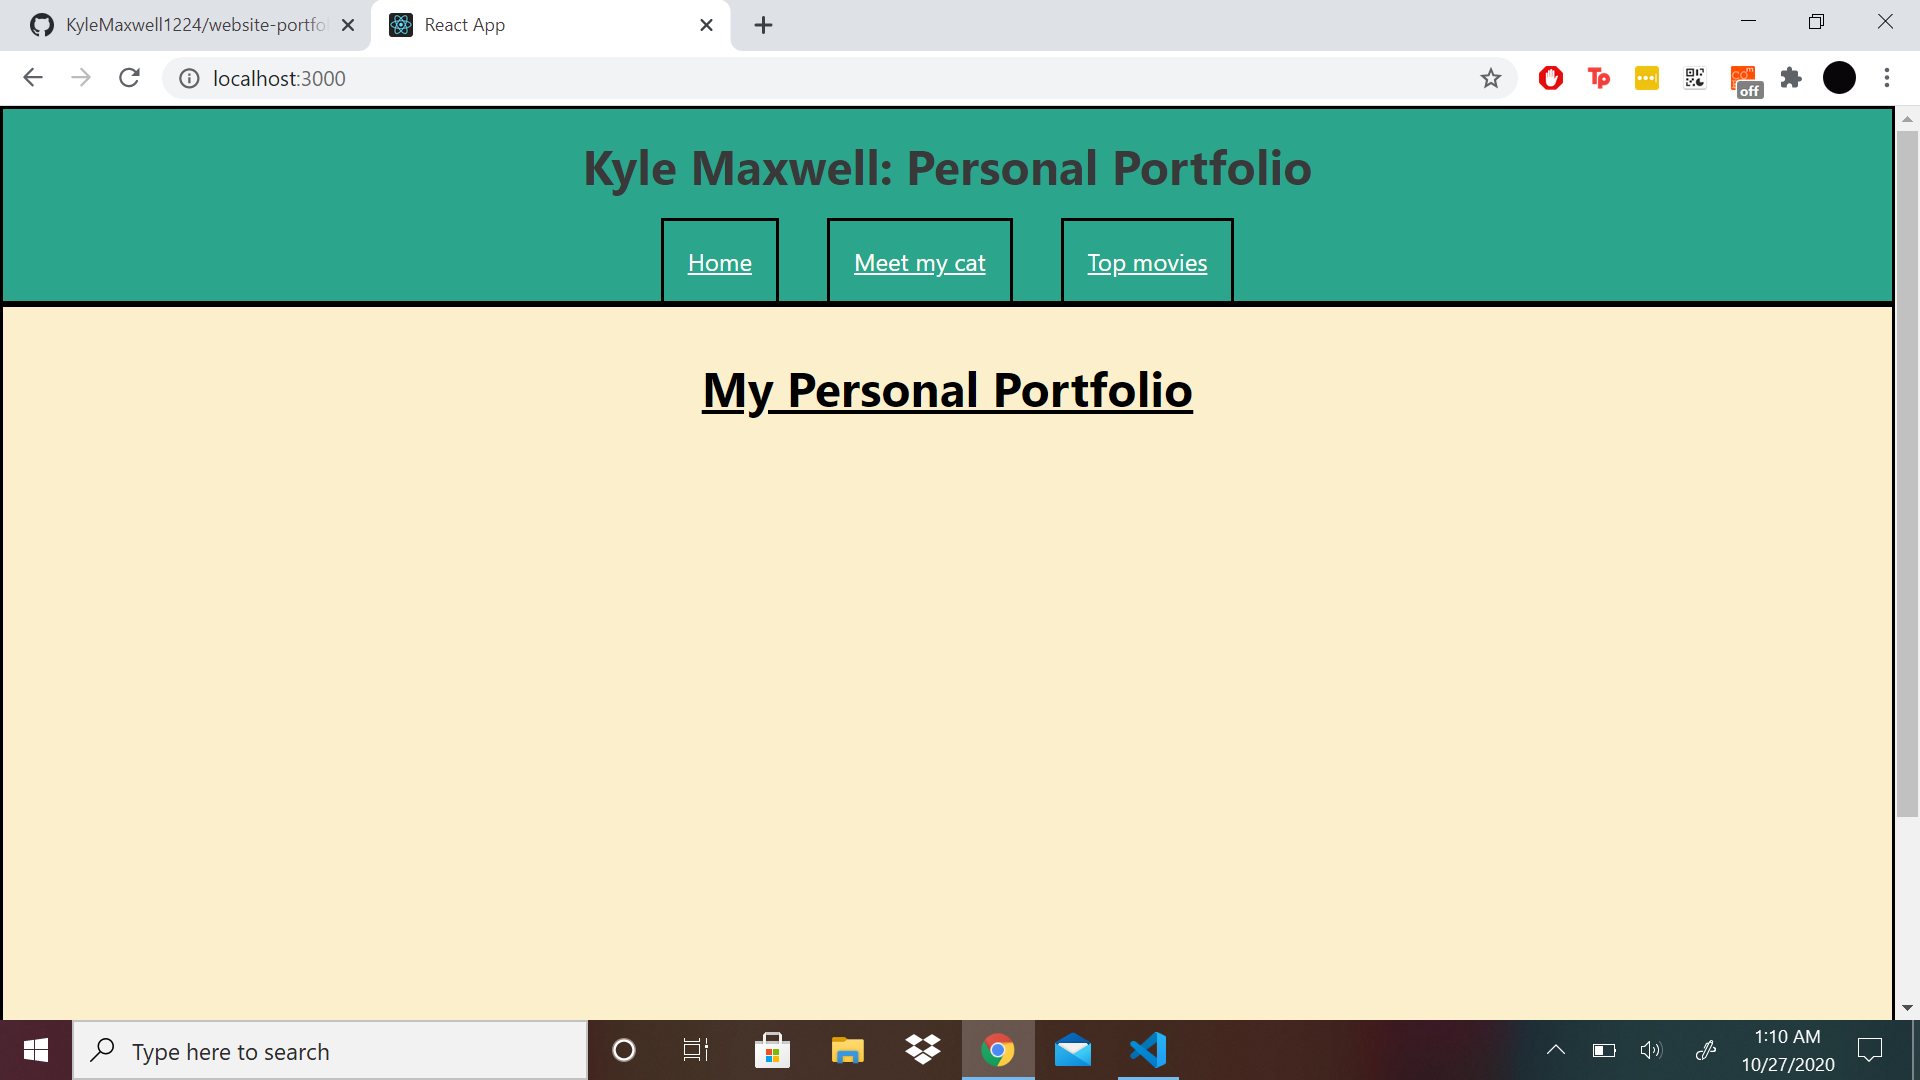 KyleMaxwell1224/website-portfo
React App
localhost:3000
Tp
off
Kyle Maxwell: Personal Portfolio
Home
Meet my cat
Top movies
My Personal Portfolio
Type here to search
1:10 AM
10/27/2020